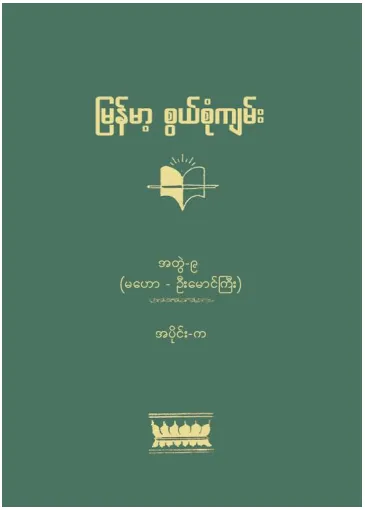 မြန်မာ့ စွယ်စုံကျမ်း
အတွဲ-၉
(မဟော - ဦးမောင်ကြီး)
အပိုင်း-က